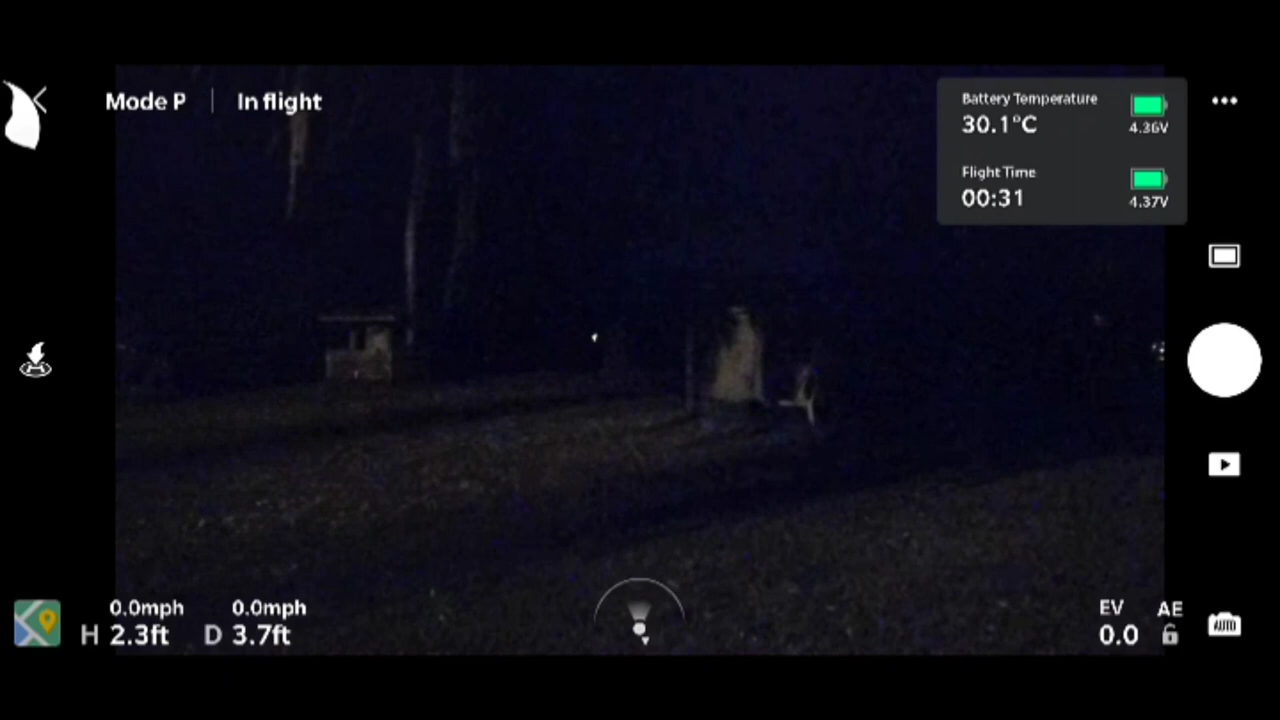 Mode P | In flight
Battery Temperature
30.1°C
4.36V
Flight Time
00:31
4.37V
0.0mph 0.0mph
H 2.3ft D 3.7ft
EV AE
0.0
AUTO